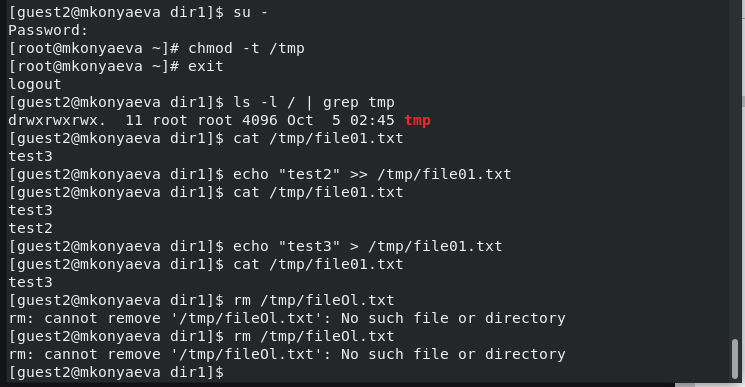 [guest2@mkonyaeva dir1]$ su -
Password:
[root@mkonyaeva ~]# chmod -t /tmp
[root@mkonyaeva ~]# exit
logout
[guest2@mkonyaeva dir1]$ ls -l / | grep tmp
drwxrwxrwx.  11 root root 4096 Oct  5 02:45 tmp
[guest2@mkonyaeva dir1]$ cat /tmp/file01.txt
test3
[guest2@mkonyaeva dir1]$ echo "test2" >> /tmp/file01.txt
[guest2@mkonyaeva dir1]$ cat /tmp/file01.txt
test3
test2
[guest2@mkonyaeva dir1]$ echo "test3" > /tmp/file01.txt
[guest2@mkonyaeva dir1]$ cat /tmp/file01.txt
test3
[guest2@mkonyaeva dir1]$ rm /tmp/fileOl.txt
rm: cannot remove '/tmp/fileOl.txt': No such file or directory
[guest2@mkonyaeva dir1]$ rm /tmp/fileOl.txt
rm: cannot remove '/tmp/fileOl.txt': No such file or directory
[guest2@mkonyaeva dir1]$